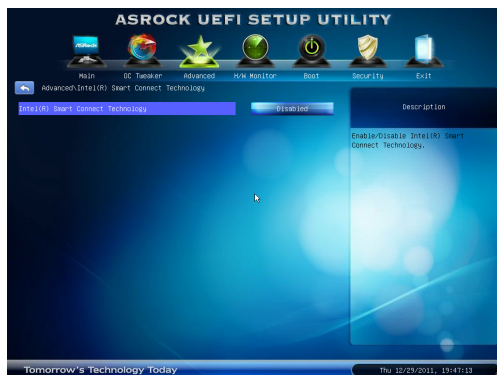 ASROCK UEFI SETUP UTILITY
ASRock
Main OC Tweaker Advanced H/W Monitor Boot Security Exit
Advanced\Intel(R) Smart Connect Technology
Intel(R) Smart Connect Technology Disabled
Description
Enable/Disable Intel(R) Smart
Connect Technology.
Tomorrow's Technology Today Thu 12/29/2011, 19:47:13